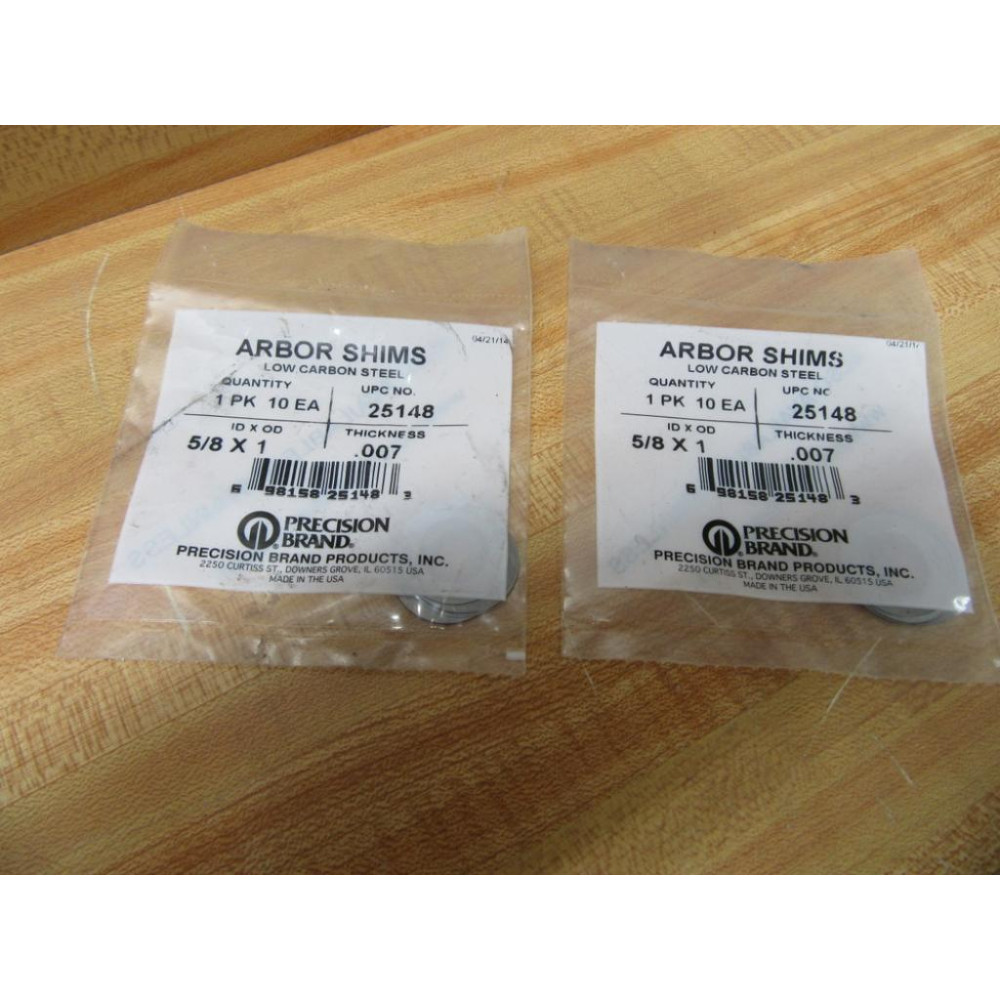 04/21/14
ARBOR SHIMS
LOW CARBON STEEL
QUANTITY UPC NO.
1 PK 10 EA 25148
ID X OD THICKNESS
5/8 X 1 .007
6 98158 25148 3
PRECISION
BRAND®
PRECISION BRAND PRODUCTS, INC.
2250 CURTISS ST., DOWNERS GROVE, IL 60515 USA
MADE IN THE USA
04/21/1
ARBOR SHIMS
LOW CARBON STEEL
QUANTITY UPC NO
1 PK 10 EA 25148
ID X OD THICKNESS
5/8 X 1 .007
6 98158 25148 3
PRECISION
BRAND®
PRECISION BRAND PRODUCTS, INC.
2250 CURTISS ST., DOWNERS GROVE, IL 60515 USA
MADE IN THE USA